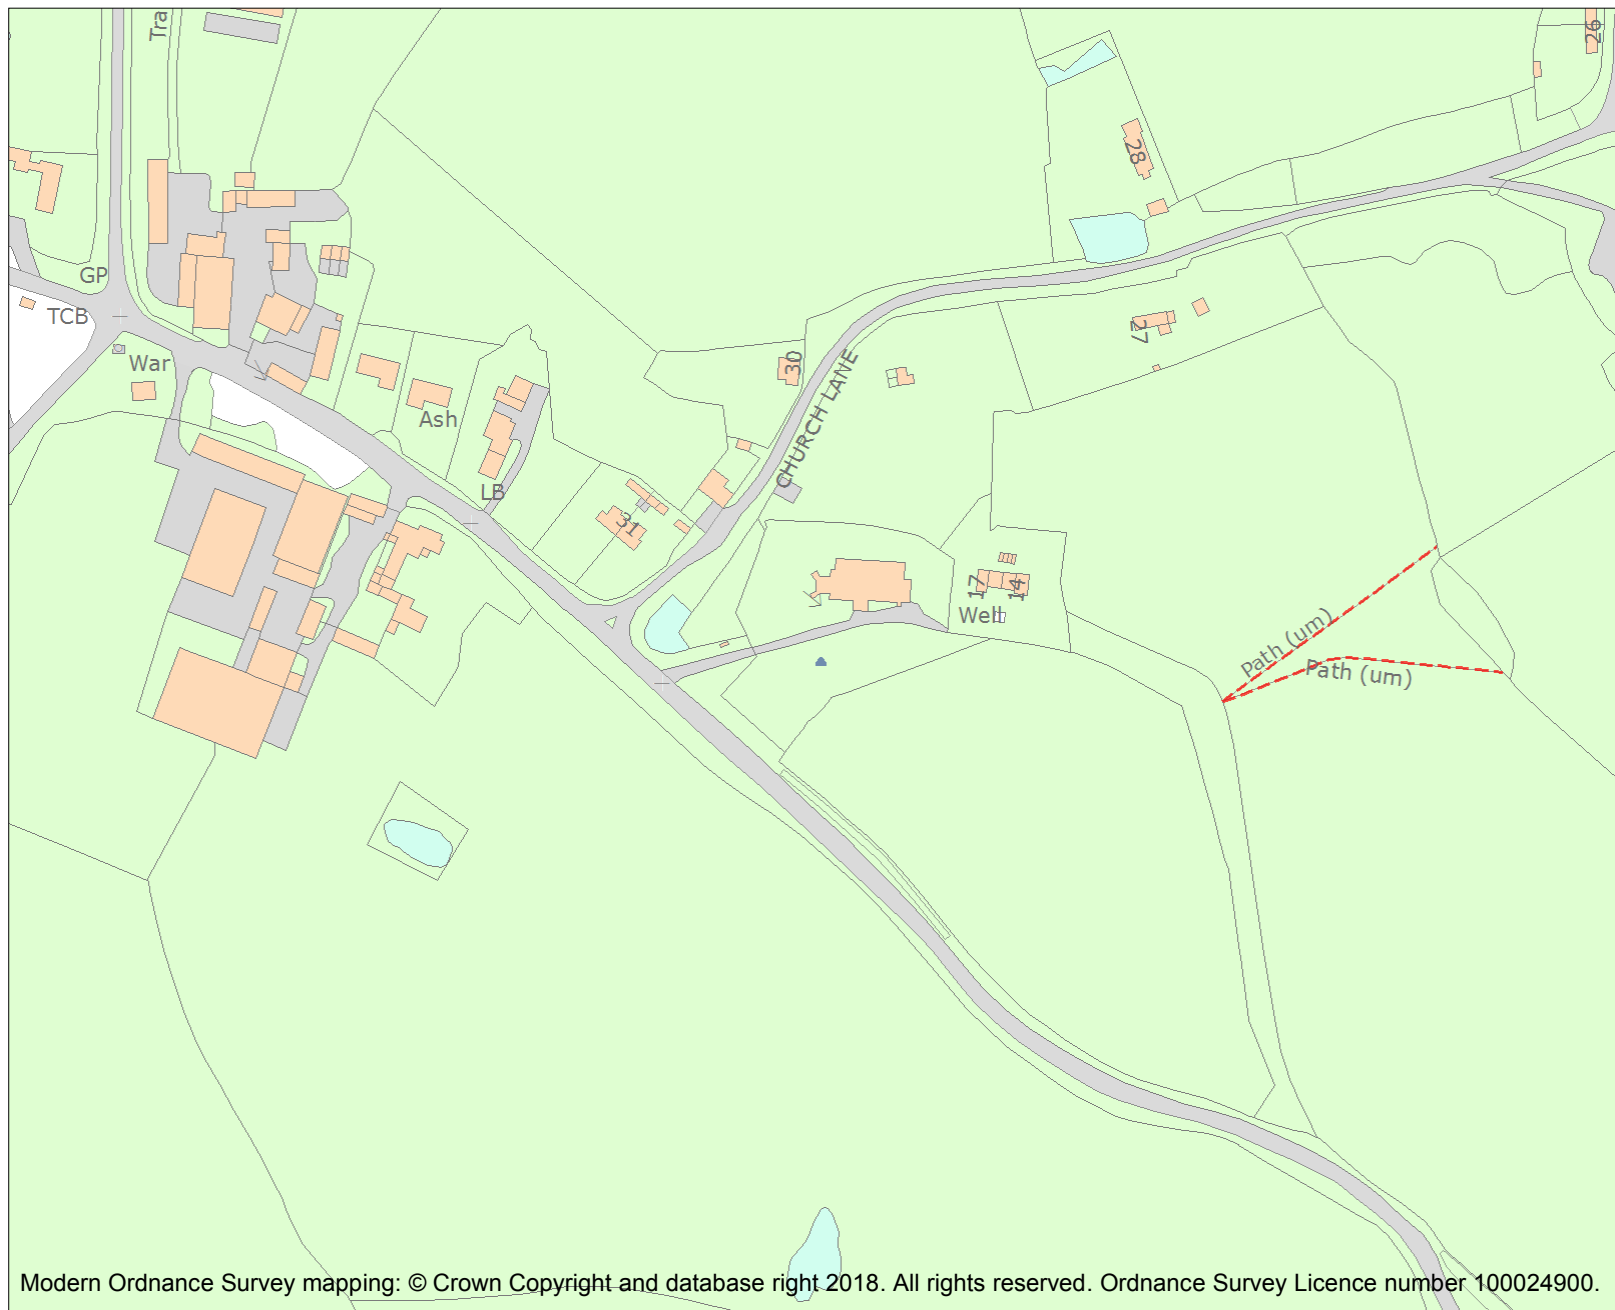 Tra
26
28
GP
TCB
War
27
30
CHURCH LANE
Ash
LB
31
17
14
Well
Path (um)
Path (um)
Modern Ordnance Survey mapping: © Crown Copyright and database right 2018. All rights reserved. Ordnance Survey Licence number 100024900.